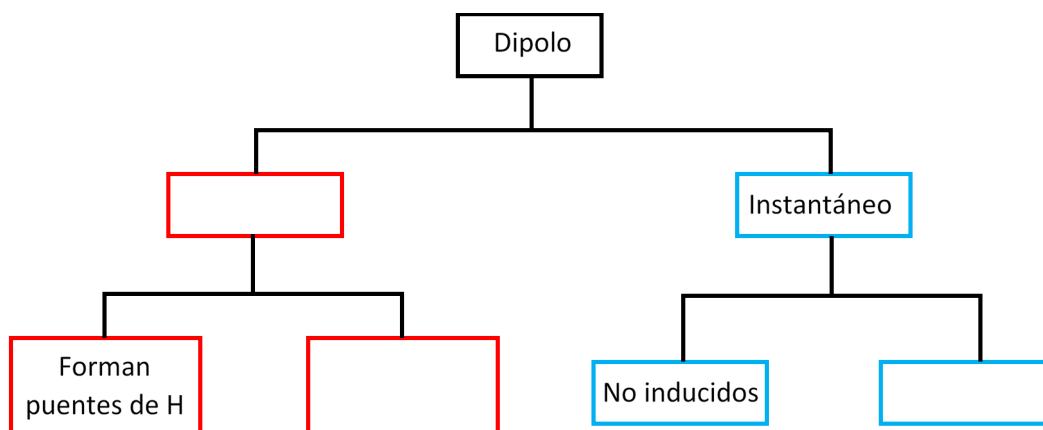 Dipolo
Instantáneo
Forman
puentes de H
No inducidos